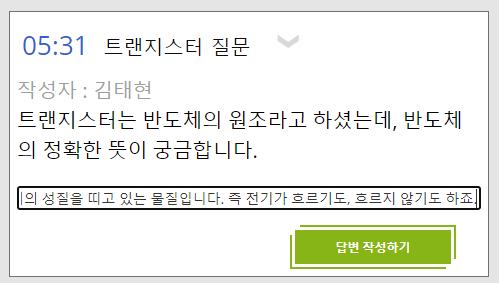 05:31 트랜지스터 질문
작성자 : 김태현
트랜지스터는 반도체의 원조라고 하셨는데, 반도체
의 정확한 뜻이 궁금합니다.
의 성질을 띠고 있는 물질입니다. 즉 전기가 흐르기도, 흐르지 않기도 하죠.
답변 작성하기